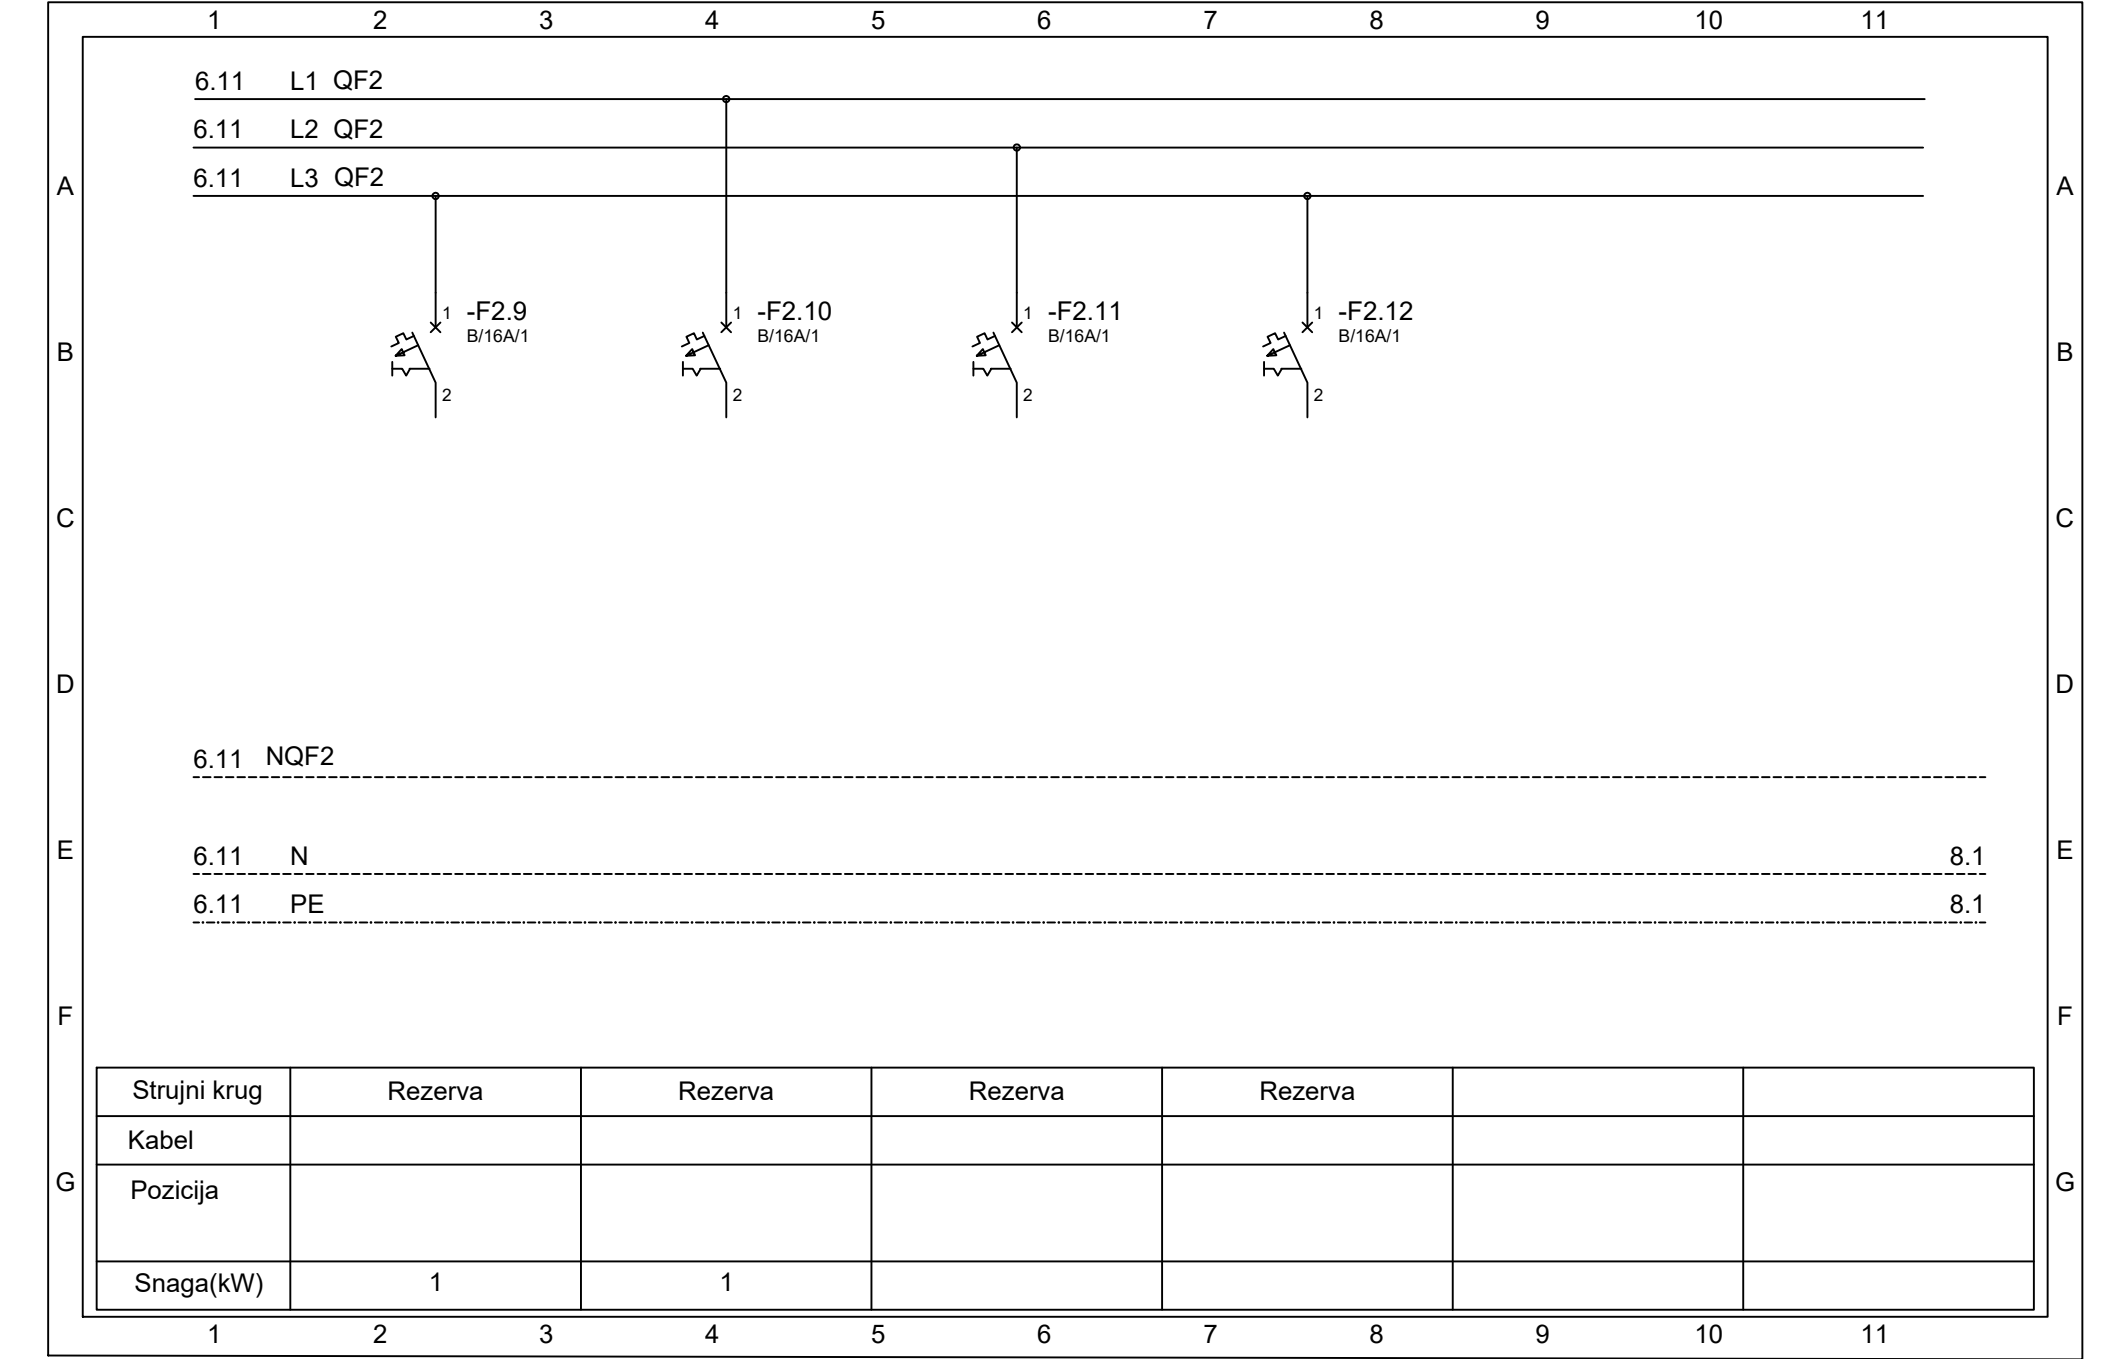 1 2 3 4 5 6 7 8 9 10 11
6.11 L1 QF2
6.11 L2 QF2
6.11 L3 QF2
A A
1 -F2.9 1 -F2.10 1 -F2.11 1 -F2.12
B/16A/1 B/16A/1 B/16A/1 B/16A/1
B B
2 2 2 2
C C
D D
6.11 NQF2
E E
6.11 N 8.1
6.11 PE 8.1
F F
Strujni krug Rezerva Rezerva Rezerva Rezerva
Kabel
G G
Pozicija
Snaga(kW) 1 1
1 2 3 4 5 6 7 8 9 10 11